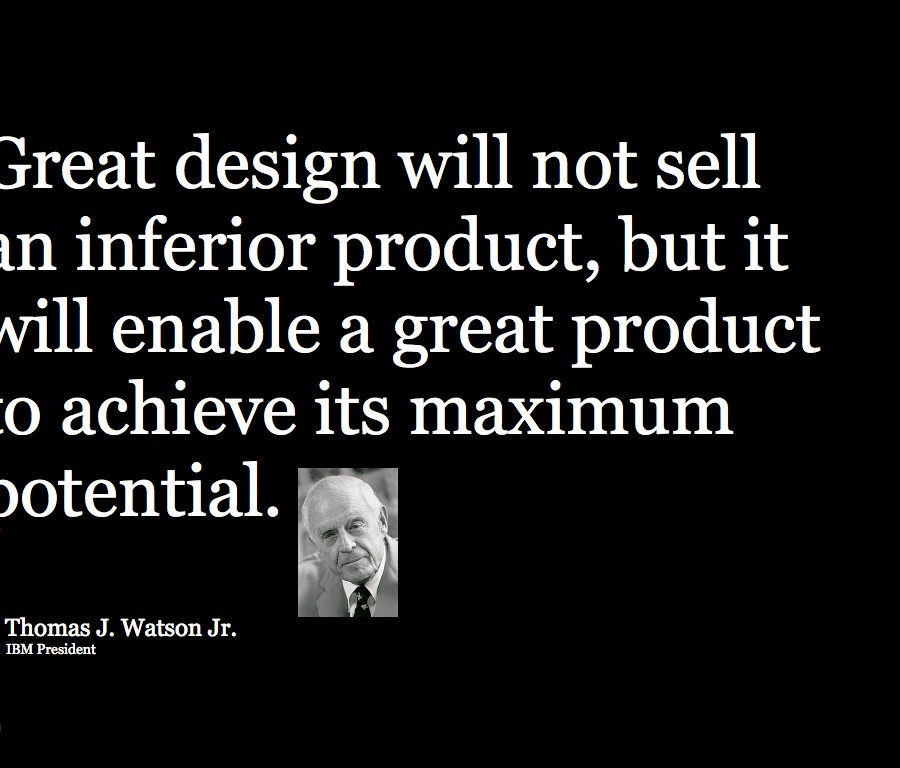 Great design will not sell
an inferior product, but it
will enable a great product
to achieve its maximum
potential.
Thomas J. Watson Jr.
IBM President